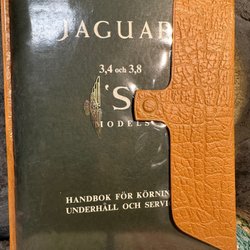 JAGUAR
3,4 och 3,8
'S'
MODELS
HANDBOK FÖR KÖRNIN
UNDERHÅLL OCH SERVI